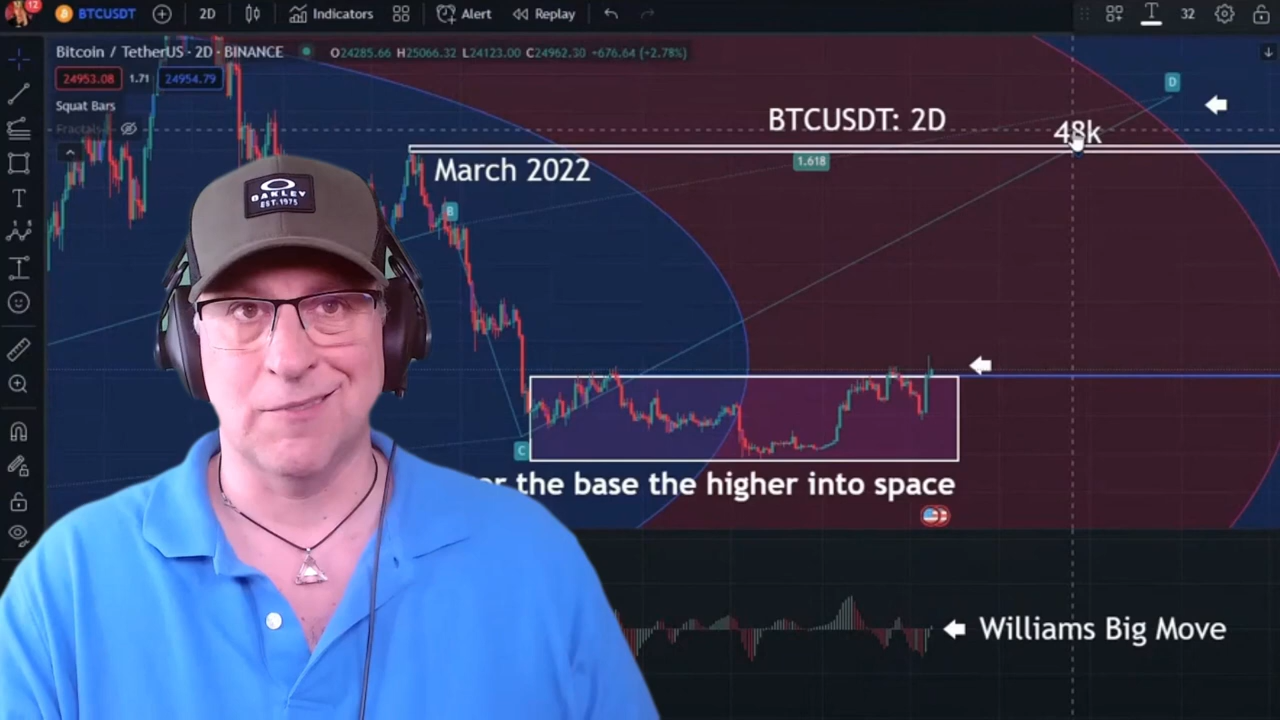 12
BTCUSDT
2D
Indicators
Alert
Replay
32
Bitcoin / TetherUS · 2D · BINANCE
O24285.66 H25066.32 L24123.00 C24962.30 +676.64 (+2.78%)
24953.08 1.71 24954.79
Squat Bars
Fractals
D
BTCUSDT: 2D
48k
OAKLEY
EST. 1975
March 2022
1.618
B
C
the base the higher into space
Williams Big Move